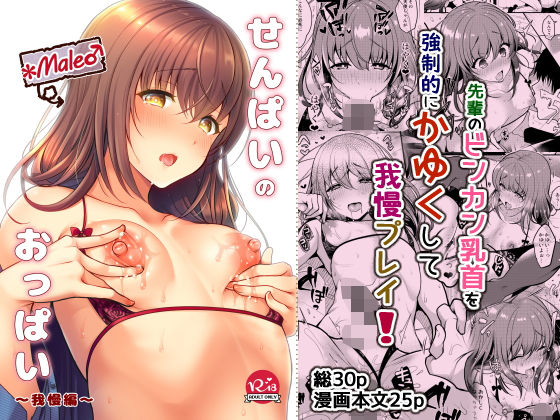 *Male♂
せんぱいの
おっぱい
～我慢編～
R18
ADULT ONLY
先輩のビンカン乳首を
強制的にかゆくして
我慢プレイ！
総30p
漫画本文25p